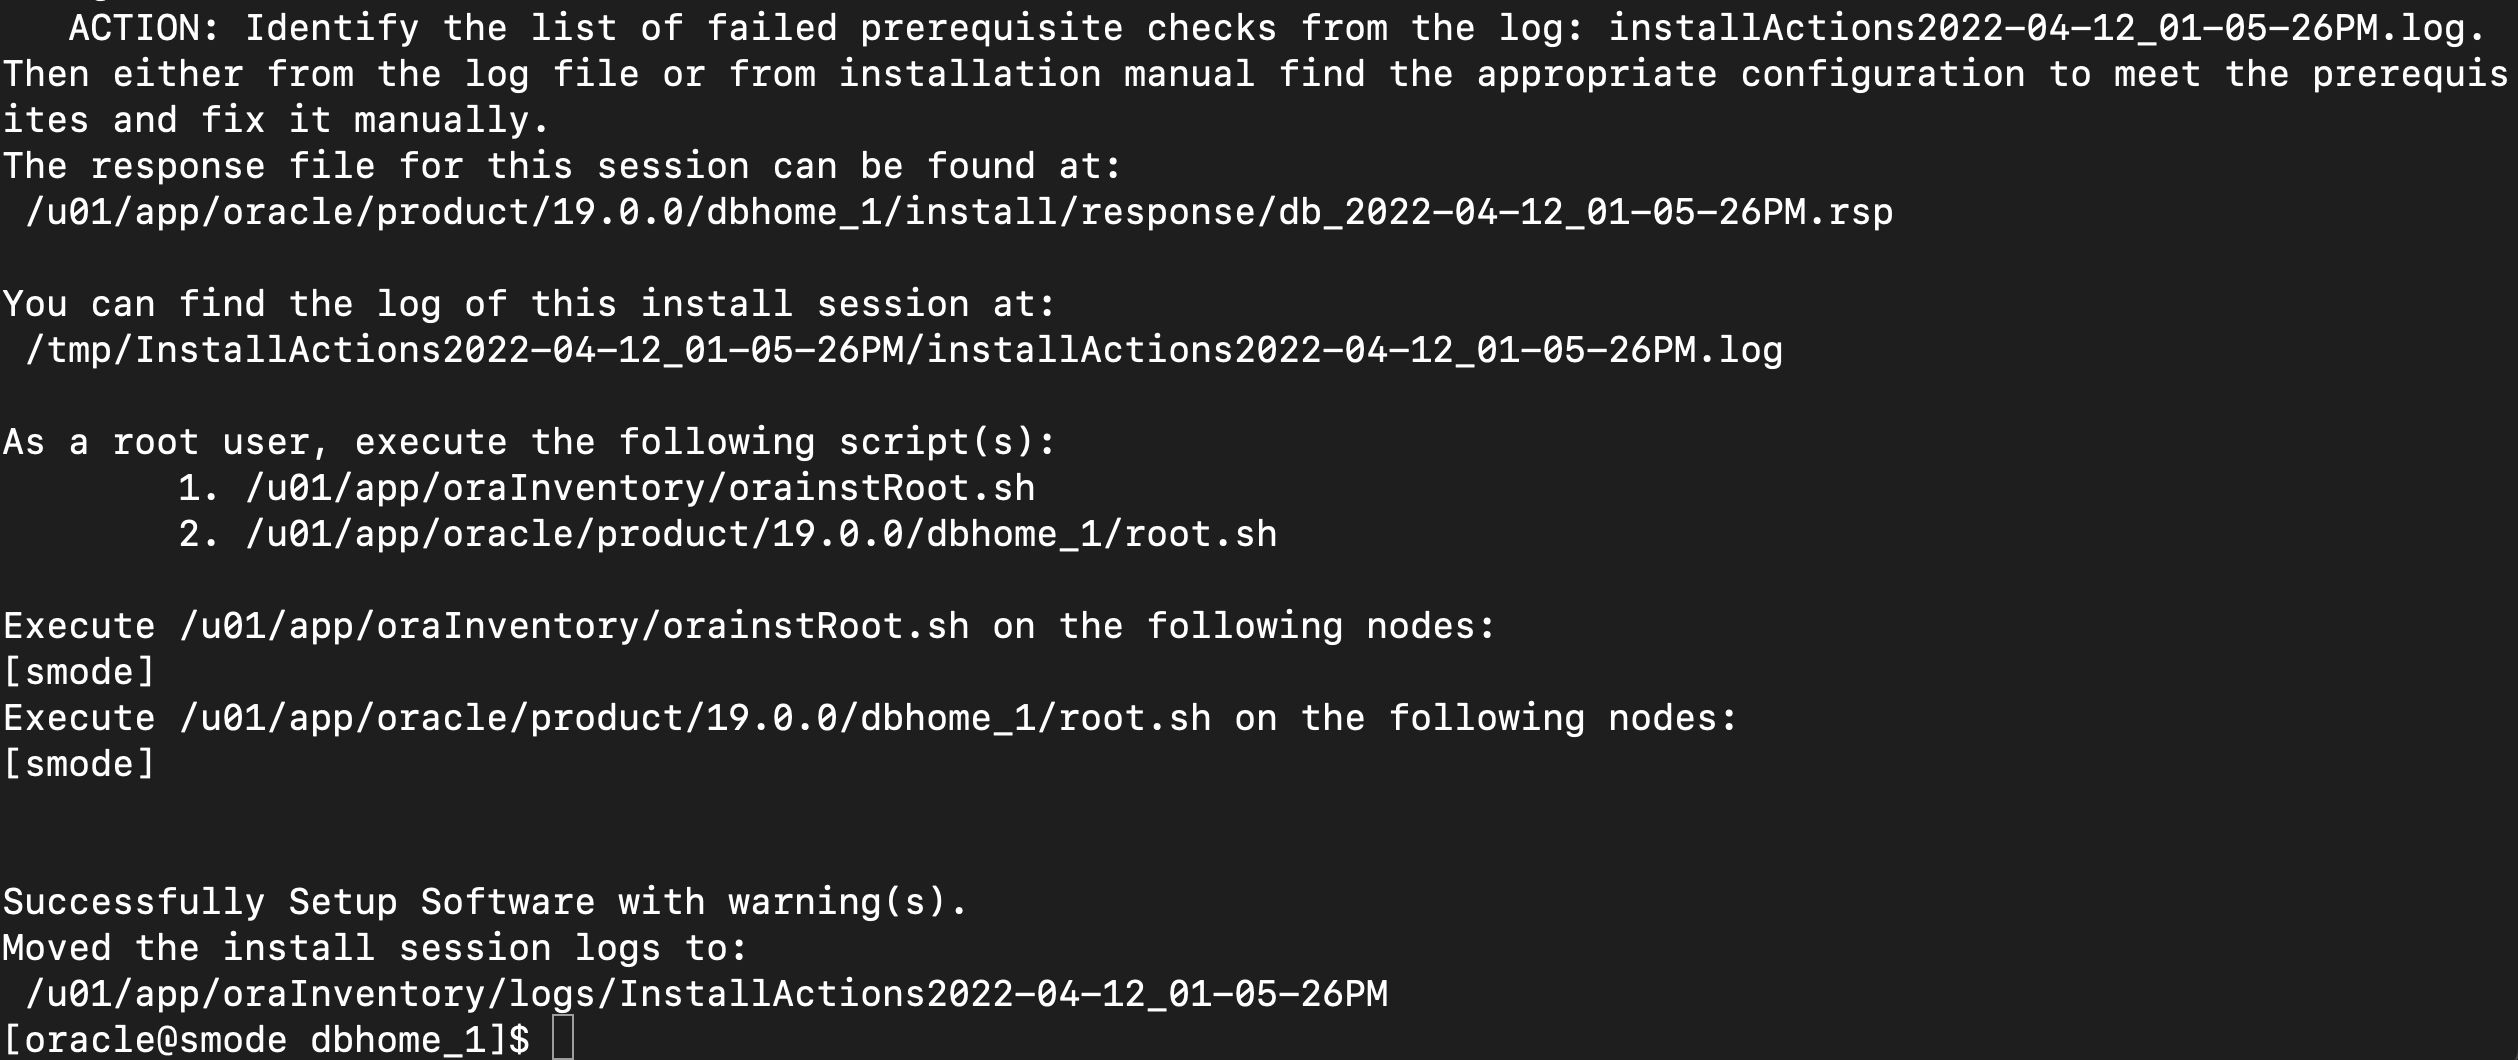 ACTION: Identify the list of failed prerequisite checks from the log: installActions2022-04-12_01-05-26PM.log.
Then either from the log file or from installation manual find the appropriate configuration to meet the prerequis
ites and fix it manually.
The response file for this session can be found at:
 /u01/app/oracle/product/19.0.0/dbhome_1/install/response/db_2022-04-12_01-05-26PM.rsp

You can find the log of this install session at:
 /tmp/InstallActions2022-04-12_01-05-26PM/installActions2022-04-12_01-05-26PM.log

As a root user, execute the following script(s):
        1. /u01/app/oraInventory/orainstRoot.sh
        2. /u01/app/oracle/product/19.0.0/dbhome_1/root.sh

Execute /u01/app/oraInventory/orainstRoot.sh on the following nodes:
[smode]
Execute /u01/app/oracle/product/19.0.0/dbhome_1/root.sh on the following nodes:
[smode]


Successfully Setup Software with warning(s).
Moved the install session logs to:
 /u01/app/oraInventory/logs/InstallActions2022-04-12_01-05-26PM
[oracle@smode dbhome_1]$